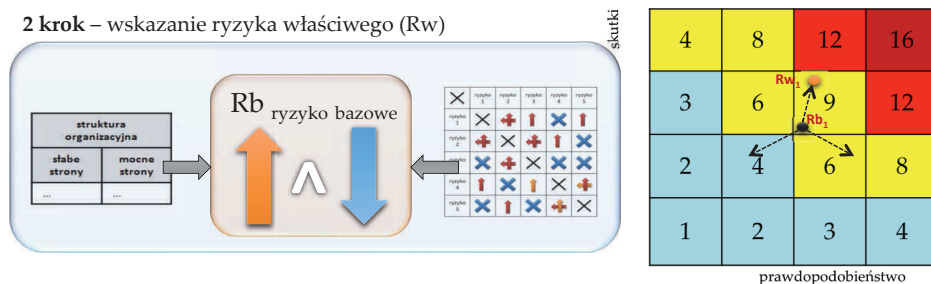 2 krok – wskazanie ryzyka właściwego (Rw)
struktura
organizacyjna
słabe
strony
mocne
strony
...
...
Rb ryzyko bazowe
ryzyko 1
ryzyko 2
ryzyko 3
ryzyko 4
ryzyko 5
ryzyko 1
ryzyko 2
ryzyko 3
ryzyko 4
ryzyko 5
skutki
4 8 12 16
Rw1
3 6 9 12
Rb1
2 4 6 8
1 2 3 4
prawdopodobieństwo